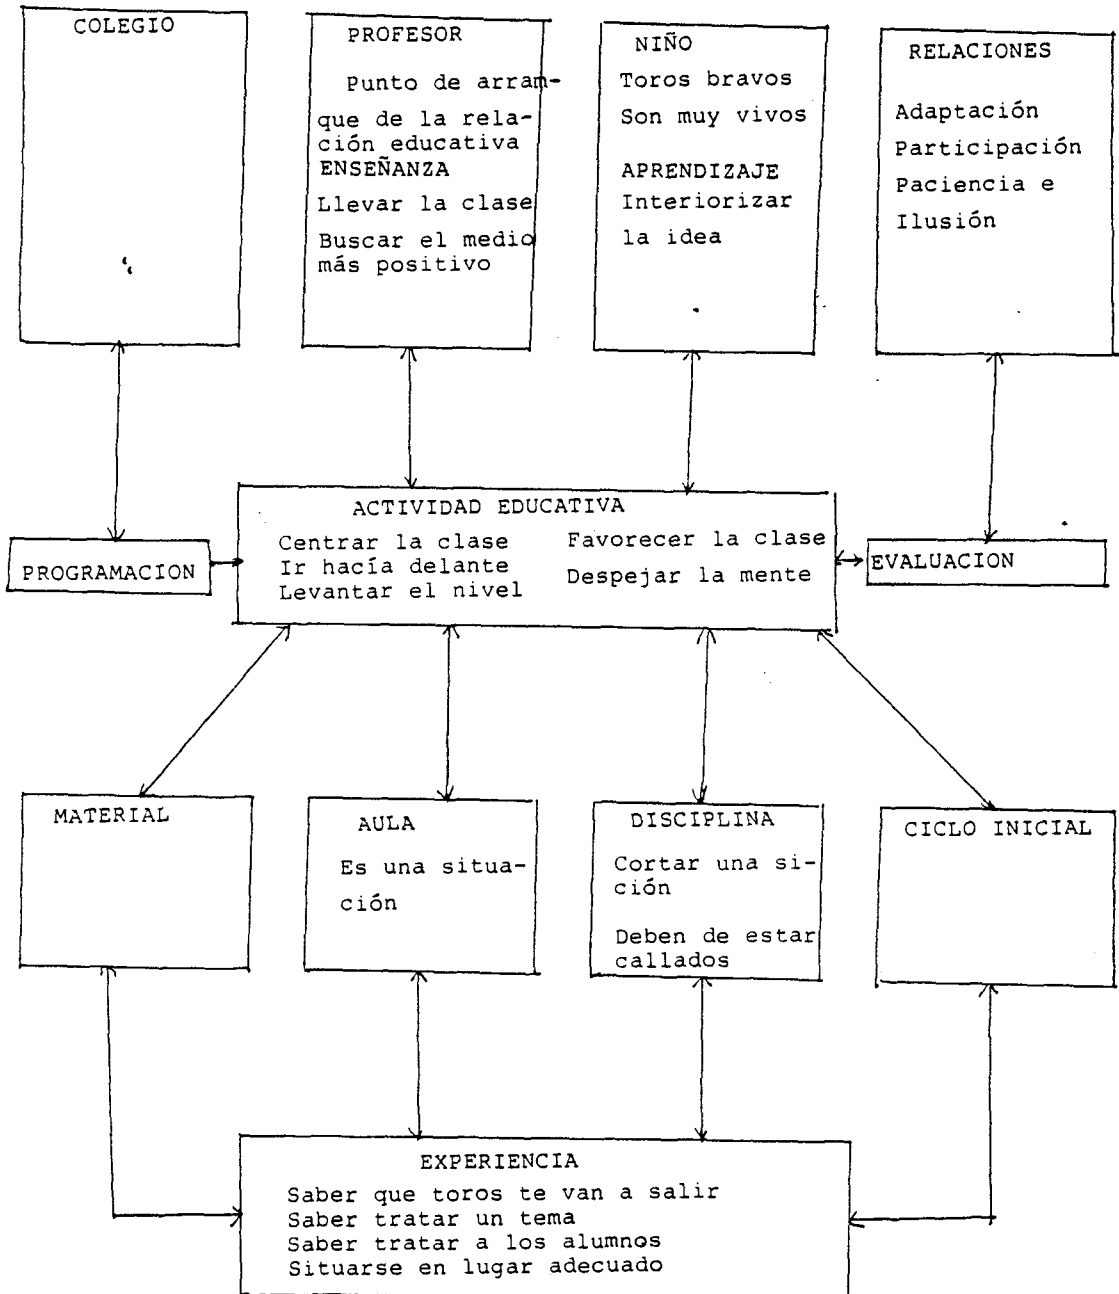 COLEGIO
PROFESOR
Punto de arran-
que de la rela-
ción educativa
ENSEÑANZA
Llevar la clase
Buscar el medio
más positivo
NIÑO
Toros bravos
Son muy vivos
APRENDIZAJE
Interiorizar
la idea
RELACIONES
Adaptación
Participación
Paciencia e
Ilusión
PROGRAMACION
ACTIVIDAD EDUCATIVA
Centrar la clase
Ir hacía delante
Levantar el nivel
Favorecer la clase
Despejar la mente
EVALUACION
MATERIAL
AULA
Es una situa-
ción
DISCIPLINA
Cortar una si-
ción
Deben de estar
callados
CICLO INICIAL
EXPERIENCIA
Saber que toros te van a salir
Saber tratar un tema
Saber tratar a los alumnos
Situarse en lugar adecuado